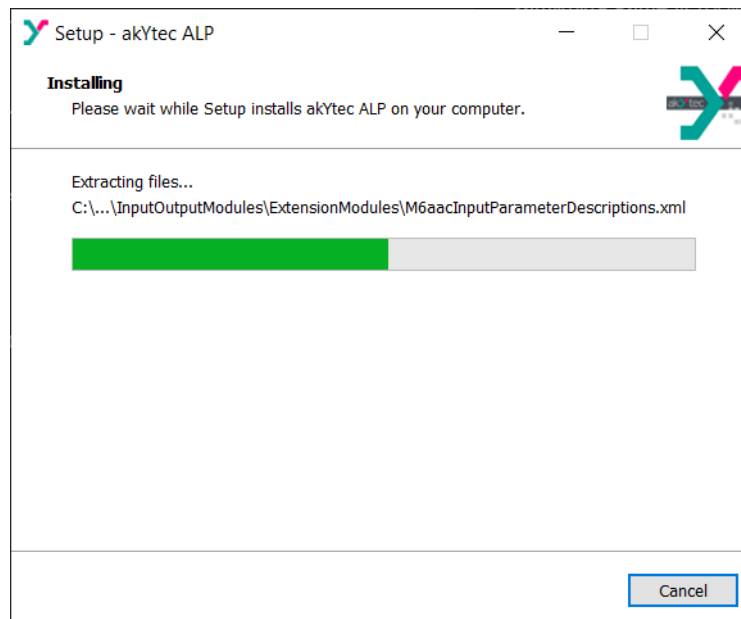 Setup - akYtec ALP
Installing
Please wait while Setup installs akYtec ALP on your computer.
akYtec
Extracting files...
C:\...\InputOutputModules\ExtensionModules\M6aacInputParameterDescriptions.xml
Cancel